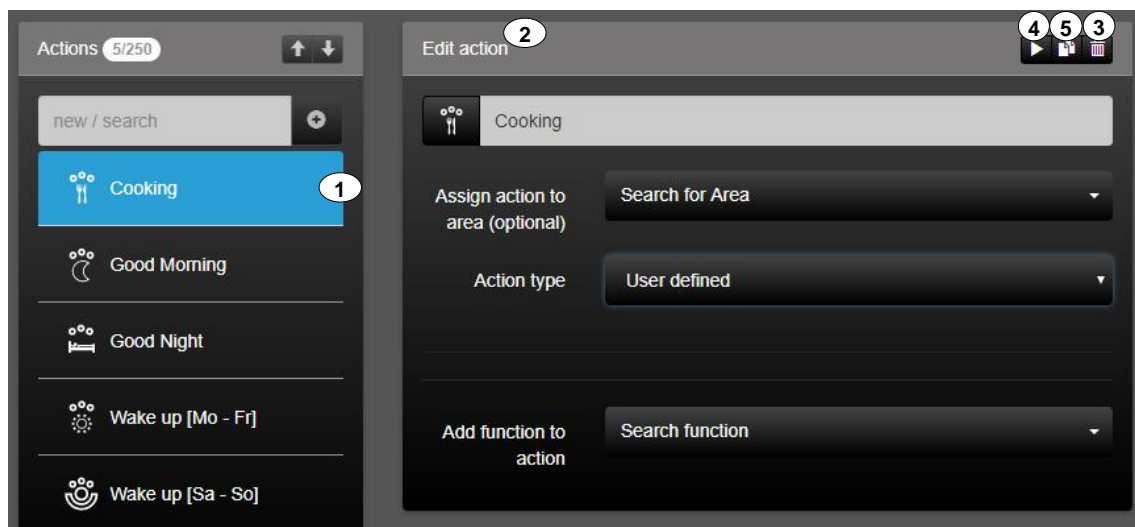 Actions 5/250
Edit action 2
4 5 3
new / search
Cooking
Cooking 1
Good Morning
Good Night
Wake up [Mo - Fr]
Wake up [Sa - So]
Assign action to
area (optional)
Search for Area
Action type
User defined
Add function to
action
Search function